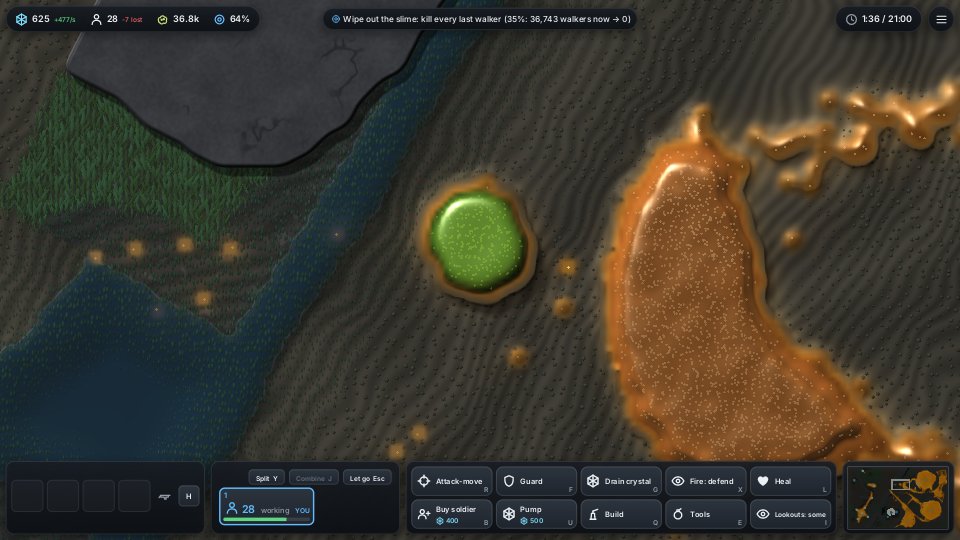 625 +477/s 28 -7 lost 36.8k 64%
Wipe out the slime: kill every last walker (35%: 36,743 walkers now → 0)
1:36 / 21:00
H
Split Y Combine J Let go Esc
1
28 working YOU
Attack-move R
Guard F
Drain crystal G
Fire: defend X
Heal L
Buy soldier 400 B
Pump 500 U
Build Q
Tools E
Lookouts: some I